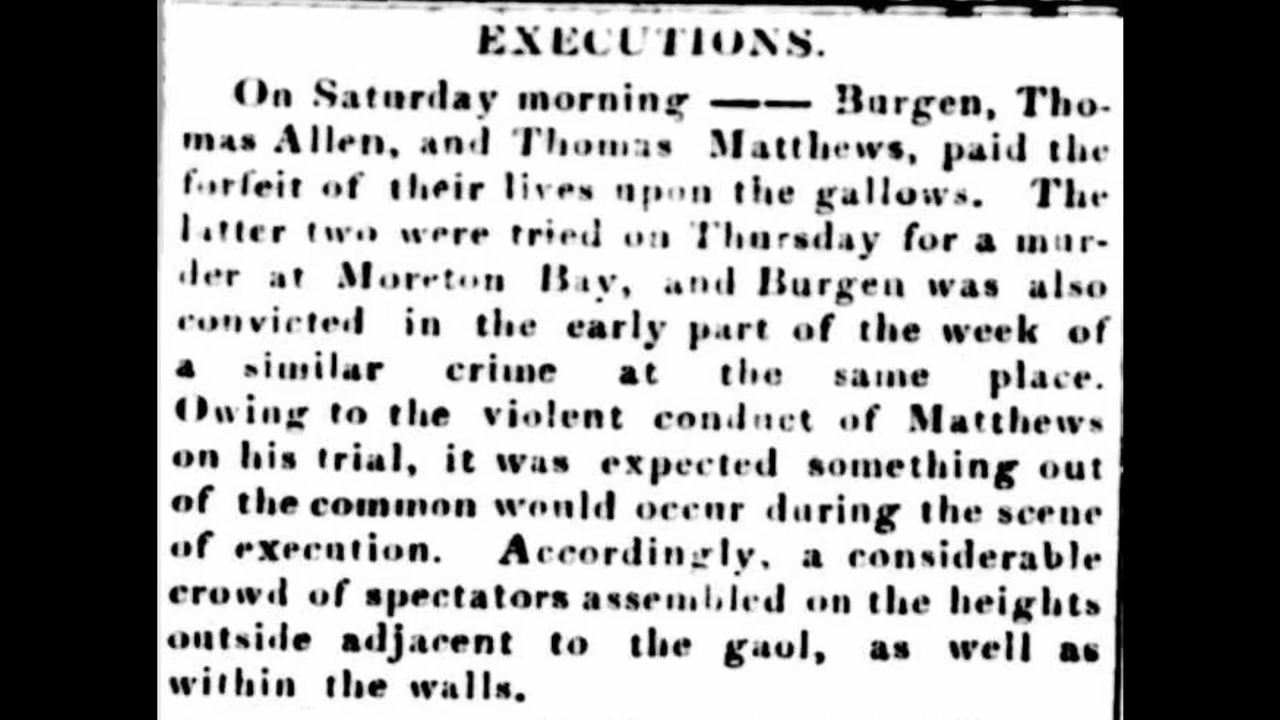 EXECUTIONS.
On Saturday morning —— Burgen, Tho-
mas Allen, and Thomas Matthews, paid the
forfeit of their lives upon the gallows. The
latter two were tried on Thursday for a mur-
der at Moreton Bay, and Burgen was also
convicted in the early part of the week of
a similar crime at the same place.
Owing to the violent conduct of Matthews
on his trial, it was expected something out
of the common would occur during the scene
of execution. Accordingly, a considerable
crowd of spectators assembled on the heights
outside adjacent to the gaol, as well as
within the walls.